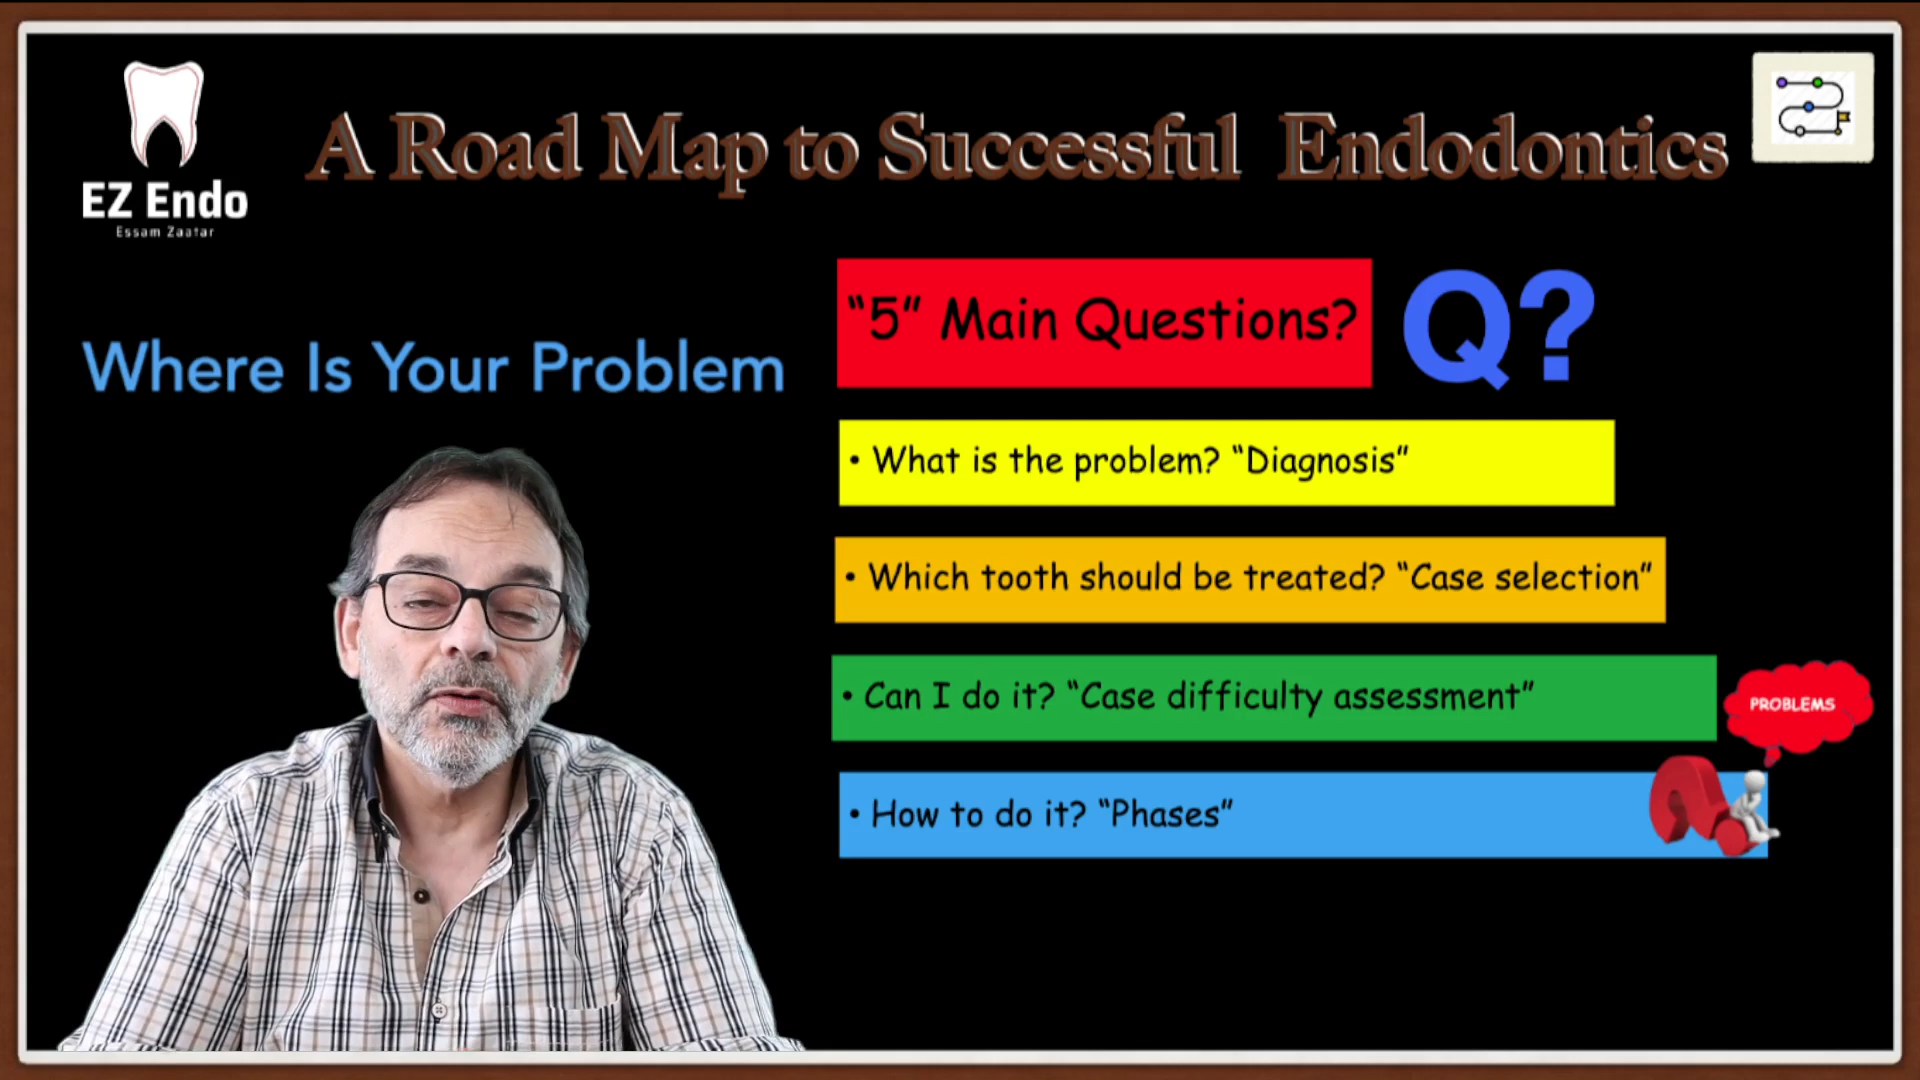 A Road Map to Successful Endodontics
EZ Endo
Essam Zaatar
Where Is Your Problem
“5” Main Questions?
Q?
• What is the problem? “Diagnosis”
• Which tooth should be treated? “Case selection”
• Can I do it? “Case difficulty assessment”
PROBLEMS
• How to do it? “Phases”